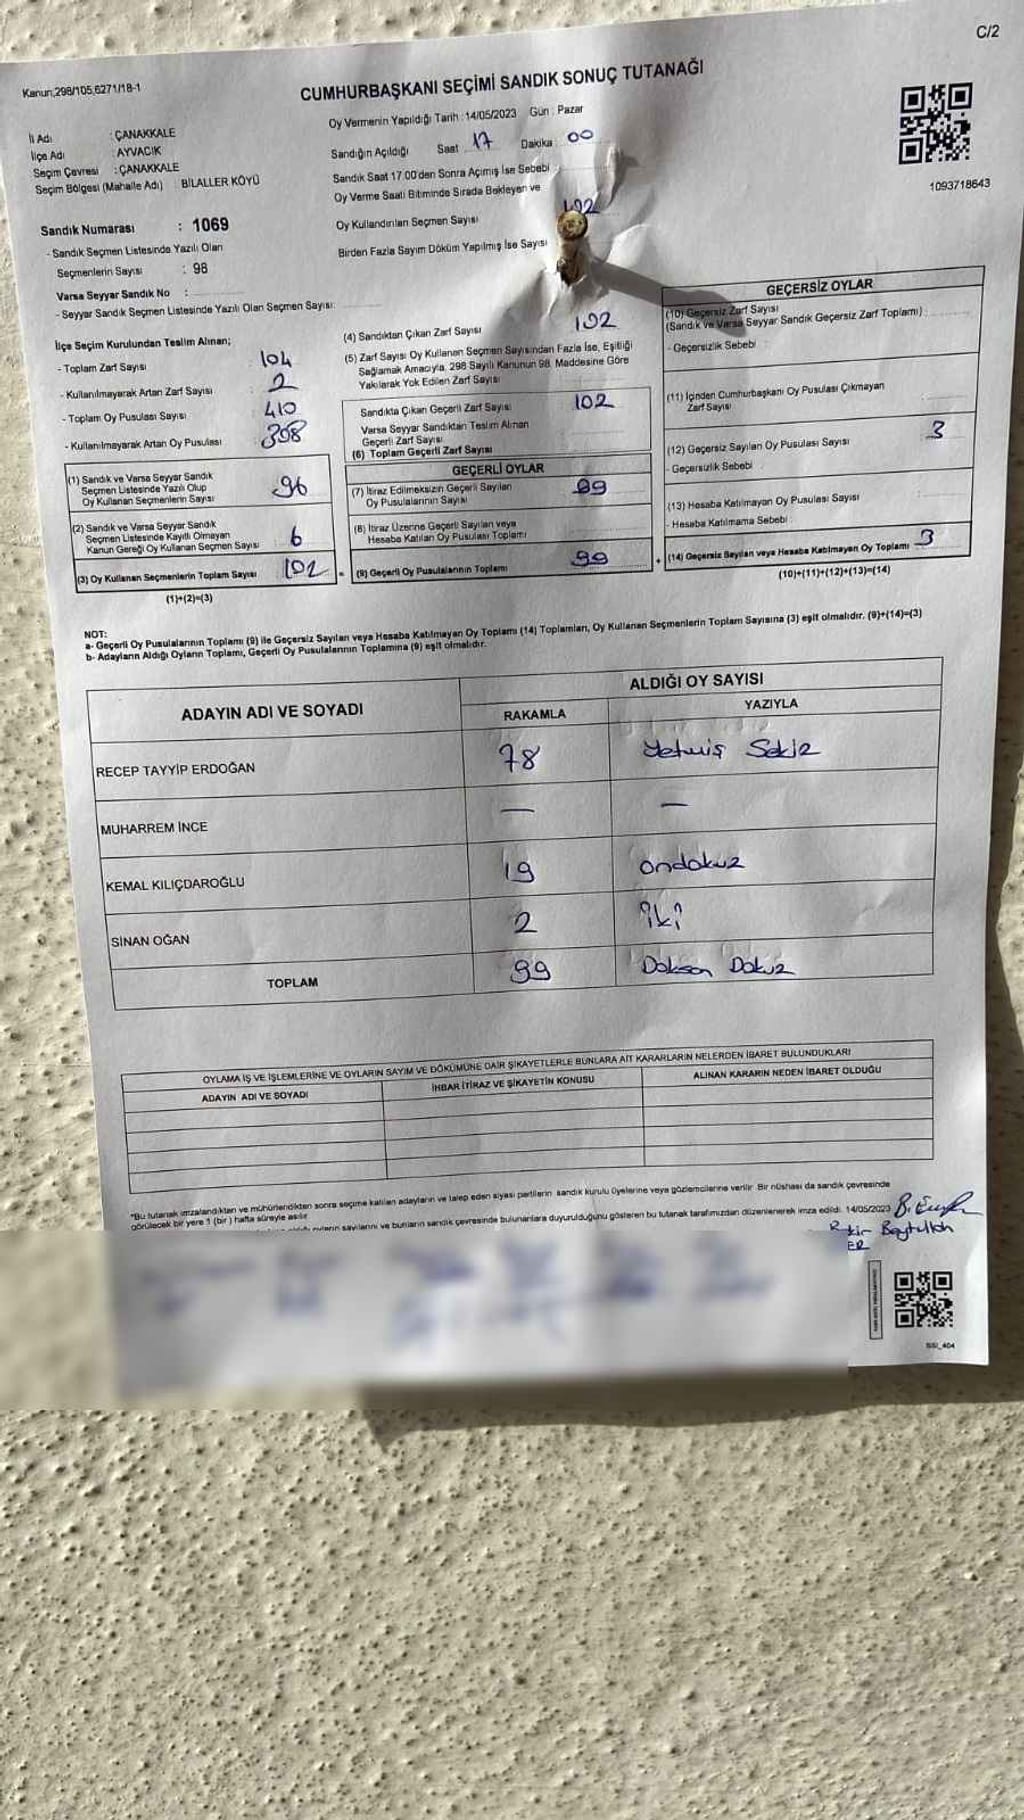 C/2
Kanun;298/105,6271/18-1
CUMHURBAŞKANI SEÇİMİ SANDIK SONUÇ TUTANAĞI
İl Adı : ÇANAKKALE
İlçe Adı : AYVACIK
Seçim Çevresi : ÇANAKKALE
Seçim Bölgesi (Mahalle Adı) : BİLALLER KÖYÜ
Oy Vermenin Yapıldığı Tarih :14/05/2023 Gün : Pazar
Sandığın Açıldığı Saat 17 Dakika 00
Sandık Saat 17.00'den Sonra Açımış İse Sebebi
Oy Verme Saati Bitiminde Sırada Bekleyen ve
Oy Kullandırılan Seçmen Sayısı 102
Birden Fazla Sayım Döküm Yapılmış İse Sayısı
1093718643
Sandık Numarası : 1069
- Sandık Seçmen Listesinde Yazılı Olan
Seçmenlerin Sayısı : 98
Varsa Seyyar Sandık No :
- Seyyar Sandık Seçmen Listesinde Yazılı Olan Seçmen Sayısı:
İlçe Seçim Kurulundan Teslim Alınan;
- Toplam Zarf Sayısı : 104
- Kullanılmayarak Artan Zarf Sayısı : 2
- Toplam Oy Pusulası Sayısı : 410
- Kullanılmayarak Artan Oy Pusulası : 308
(1) Sandık ve Varsa Seyyar Sandık
Seçmen Listesinde Yazılı Olup
Oy Kullanan Seçmenlerin Sayısı 96
(2) Sandık ve Varsa Seyyar Sandık
Seçmen Listesinde Kayıtlı Olmayan
Kanun Gereği Oy Kullanan Seçmen Sayısı 6
(3) Oy Kullanan Seçmenlerin Toplam Sayısı 102
(1)+(2)=(3)
(4) Sandıktan Çıkan Zarf Sayısı 102
(5) Zarf Sayısı Oy Kullanan Seçmen Sayısından Fazla İse, Eşitliği
Sağlamak Amacıyla, 298 Sayılı Kanunun 98. Maddesine Göre
Yakılarak Yok Edilen Zarf Sayısı
Sandıkta Çıkan Geçerli Zarf Sayısı 102
Varsa Seyyar Sandıktan Teslim Alınan
Geçerli Zarf Sayısı
(6) Toplam Geçerli Zarf Sayısı
GEÇERLİ OYLAR
(7) İtiraz Edilmeksizin Geçerli Sayılan
Oy Pusulalarının Sayısı 99
(8) İtiraz Üzerine Geçerli Sayılan veya
Hesaba Katılan Oy Pusulası Toplamı
= (9) Geçerli Oy Pusulalarının Toplamı 99
GEÇERSİZ OYLAR
(10) Geçersiz Zarf Sayısı
(Sandık ve Varsa Seyyar Sandık Geçersiz Zarf Toplamı) :
- Geçersizlik Sebebi :
(11) İçinden Cumhurbaşkanı Oy Pusulası Çıkmayan
Zarf Sayısı
(12) Geçersiz Sayılan Oy Pusulası Sayısı 3
- Geçersizlik Sebebi :
(13) Hesaba Katılmayan Oy Pusulası Sayısı
- Hesaba Katılmama Sebebi :
+ (14) Geçersiz Sayılan veya Hesaba Katılmayan Oy Toplamı 3
(10)+(11)+(12)+(13)=(14)
NOT:
a- Geçerli Oy Pusulalarının Toplamı (9) ile Geçersiz Sayılan veya Hesaba Katılmayan Oy Toplamı (14) Toplamları, Oy Kullanan Seçmenlerin Toplam Sayısına (3) eşit olmalıdır. (9)+(14)=(3)
b- Adayların Aldığı Oyların Toplamı, Geçerli Oy Pusulalarının Toplamına (9) eşit olmalıdır.
ADAYIN ADI VE SOYADI ALDIĞI OY SAYISI
RAKAMLA YAZIYLA
RECEP TAYYİP ERDOĞAN 78 Yetmiş Sekiz
MUHARREM İNCE — —
KEMAL KILIÇDAROĞLU 19 ondokuz
SİNAN OĞAN 2 iki
TOPLAM 99 Doksan Dokuz
OYLAMA İŞ VE İŞLEMLERİNE VE OYLARIN SAYIM VE DÖKÜMÜNE DAİR ŞİKAYETLERLE BUNLARA AİT KARARLARIN NELERDEN İBARET BULUNDUKLARI
ADAYIN ADI VE SOYADI İHBAR İTİRAZ VE ŞİKAYETİN KONUSU ALINAN KARARIN NEDEN İBARET OLDUĞU
*Bu tutanak imzalandıktan ve mühürlendikten sonra seçime katılan adayların ve talep eden siyasi partilerin sandık kurulu üyelerine veya gözlemcilerine verilir. Bir nüshası da sandık çevresinde
görülecek bir yere 1 (bir) hafta süreyle asılır.
oyların sayılarını ve bunların sandık çevresinde bulunanlara duyurulduğunu gösteren bu tutanak tarafımızdan düzenlenerek imza edildi. 14/05/2023
Beytullah
ER
SSI_404